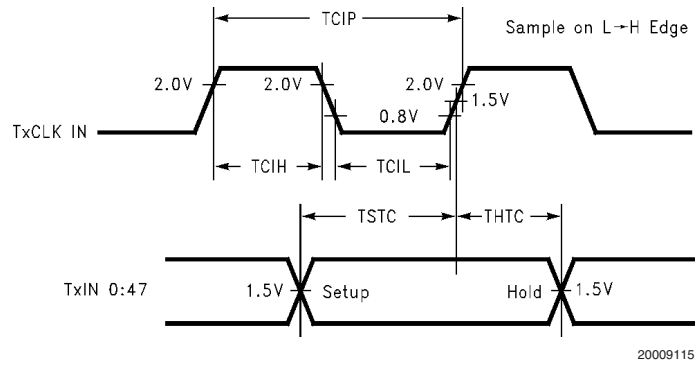 TCIP
Sample on L→H Edge
2.0V 2.0V 2.0V
1.5V
0.8V
TxCLK IN
TCIH TCIL
TSTC THTC
TxIN 0:47 1.5V Setup Hold 1.5V
20009115